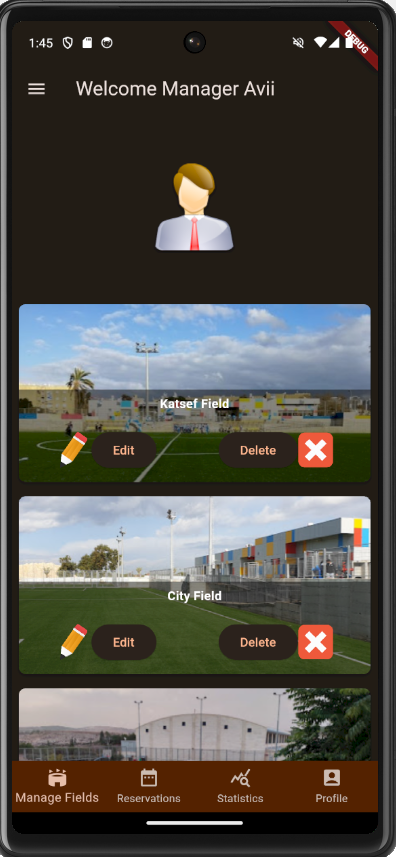 1:45
DEBUG
Welcome Manager Avii
Katsef Field
Edit
Delete
City Field
Edit
Delete
Manage Fields
Reservations
Statistics
Profile